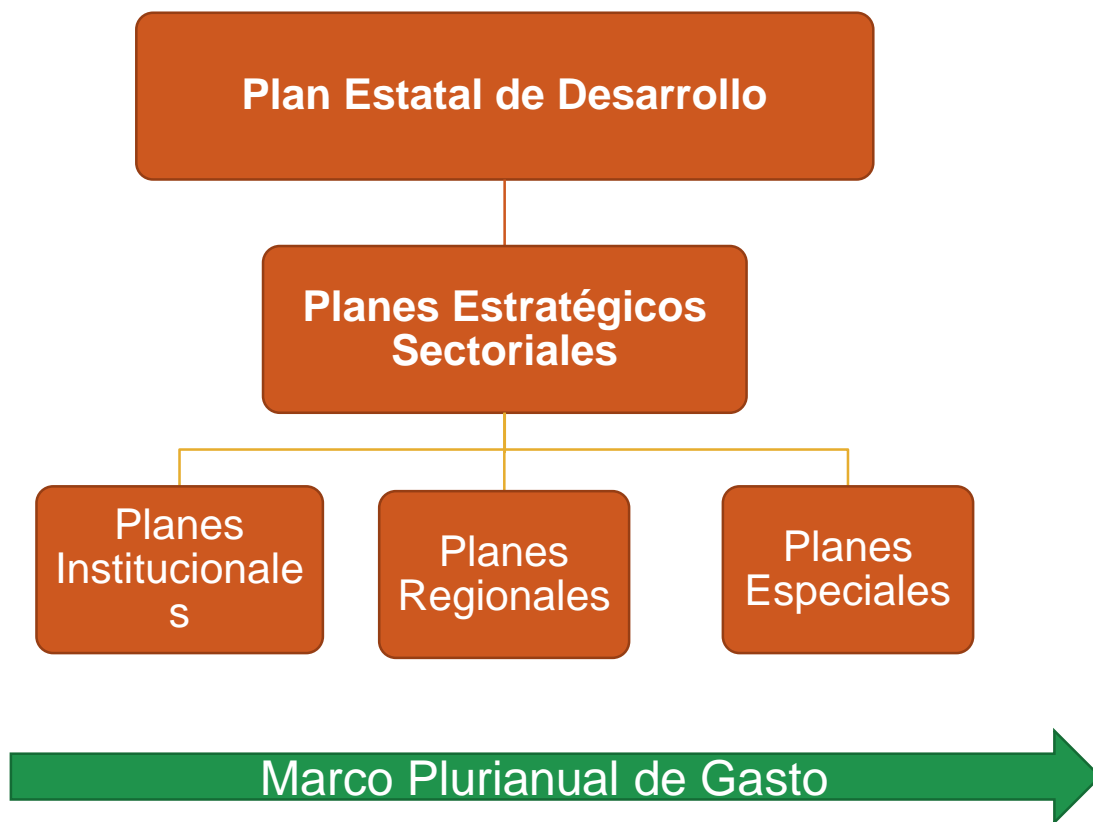 Plan Estatal de Desarrollo
Planes Estratégicos
Sectoriales
Planes
Institucionale
s
Planes
Regionales
Planes
Especiales
Marco Plurianual de Gasto